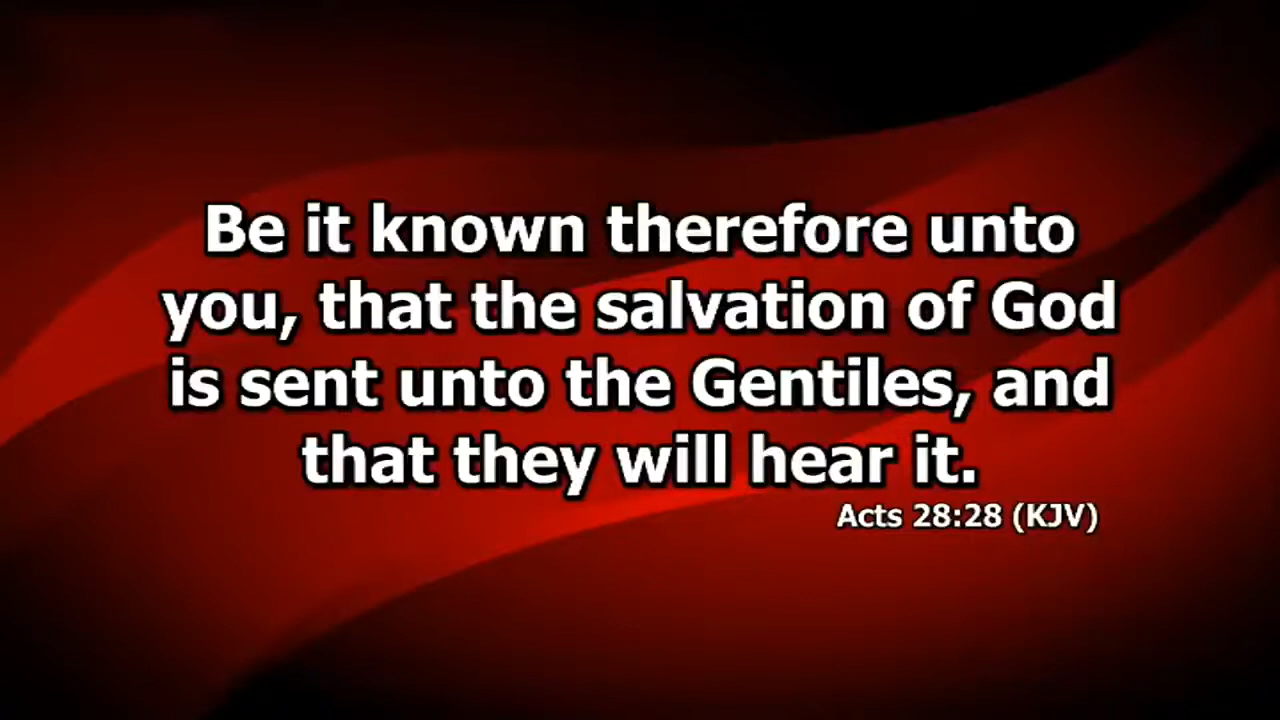 Be it known therefore unto
you, that the salvation of God
is sent unto the Gentiles, and
that they will hear it.
Acts 28:28 (KJV)